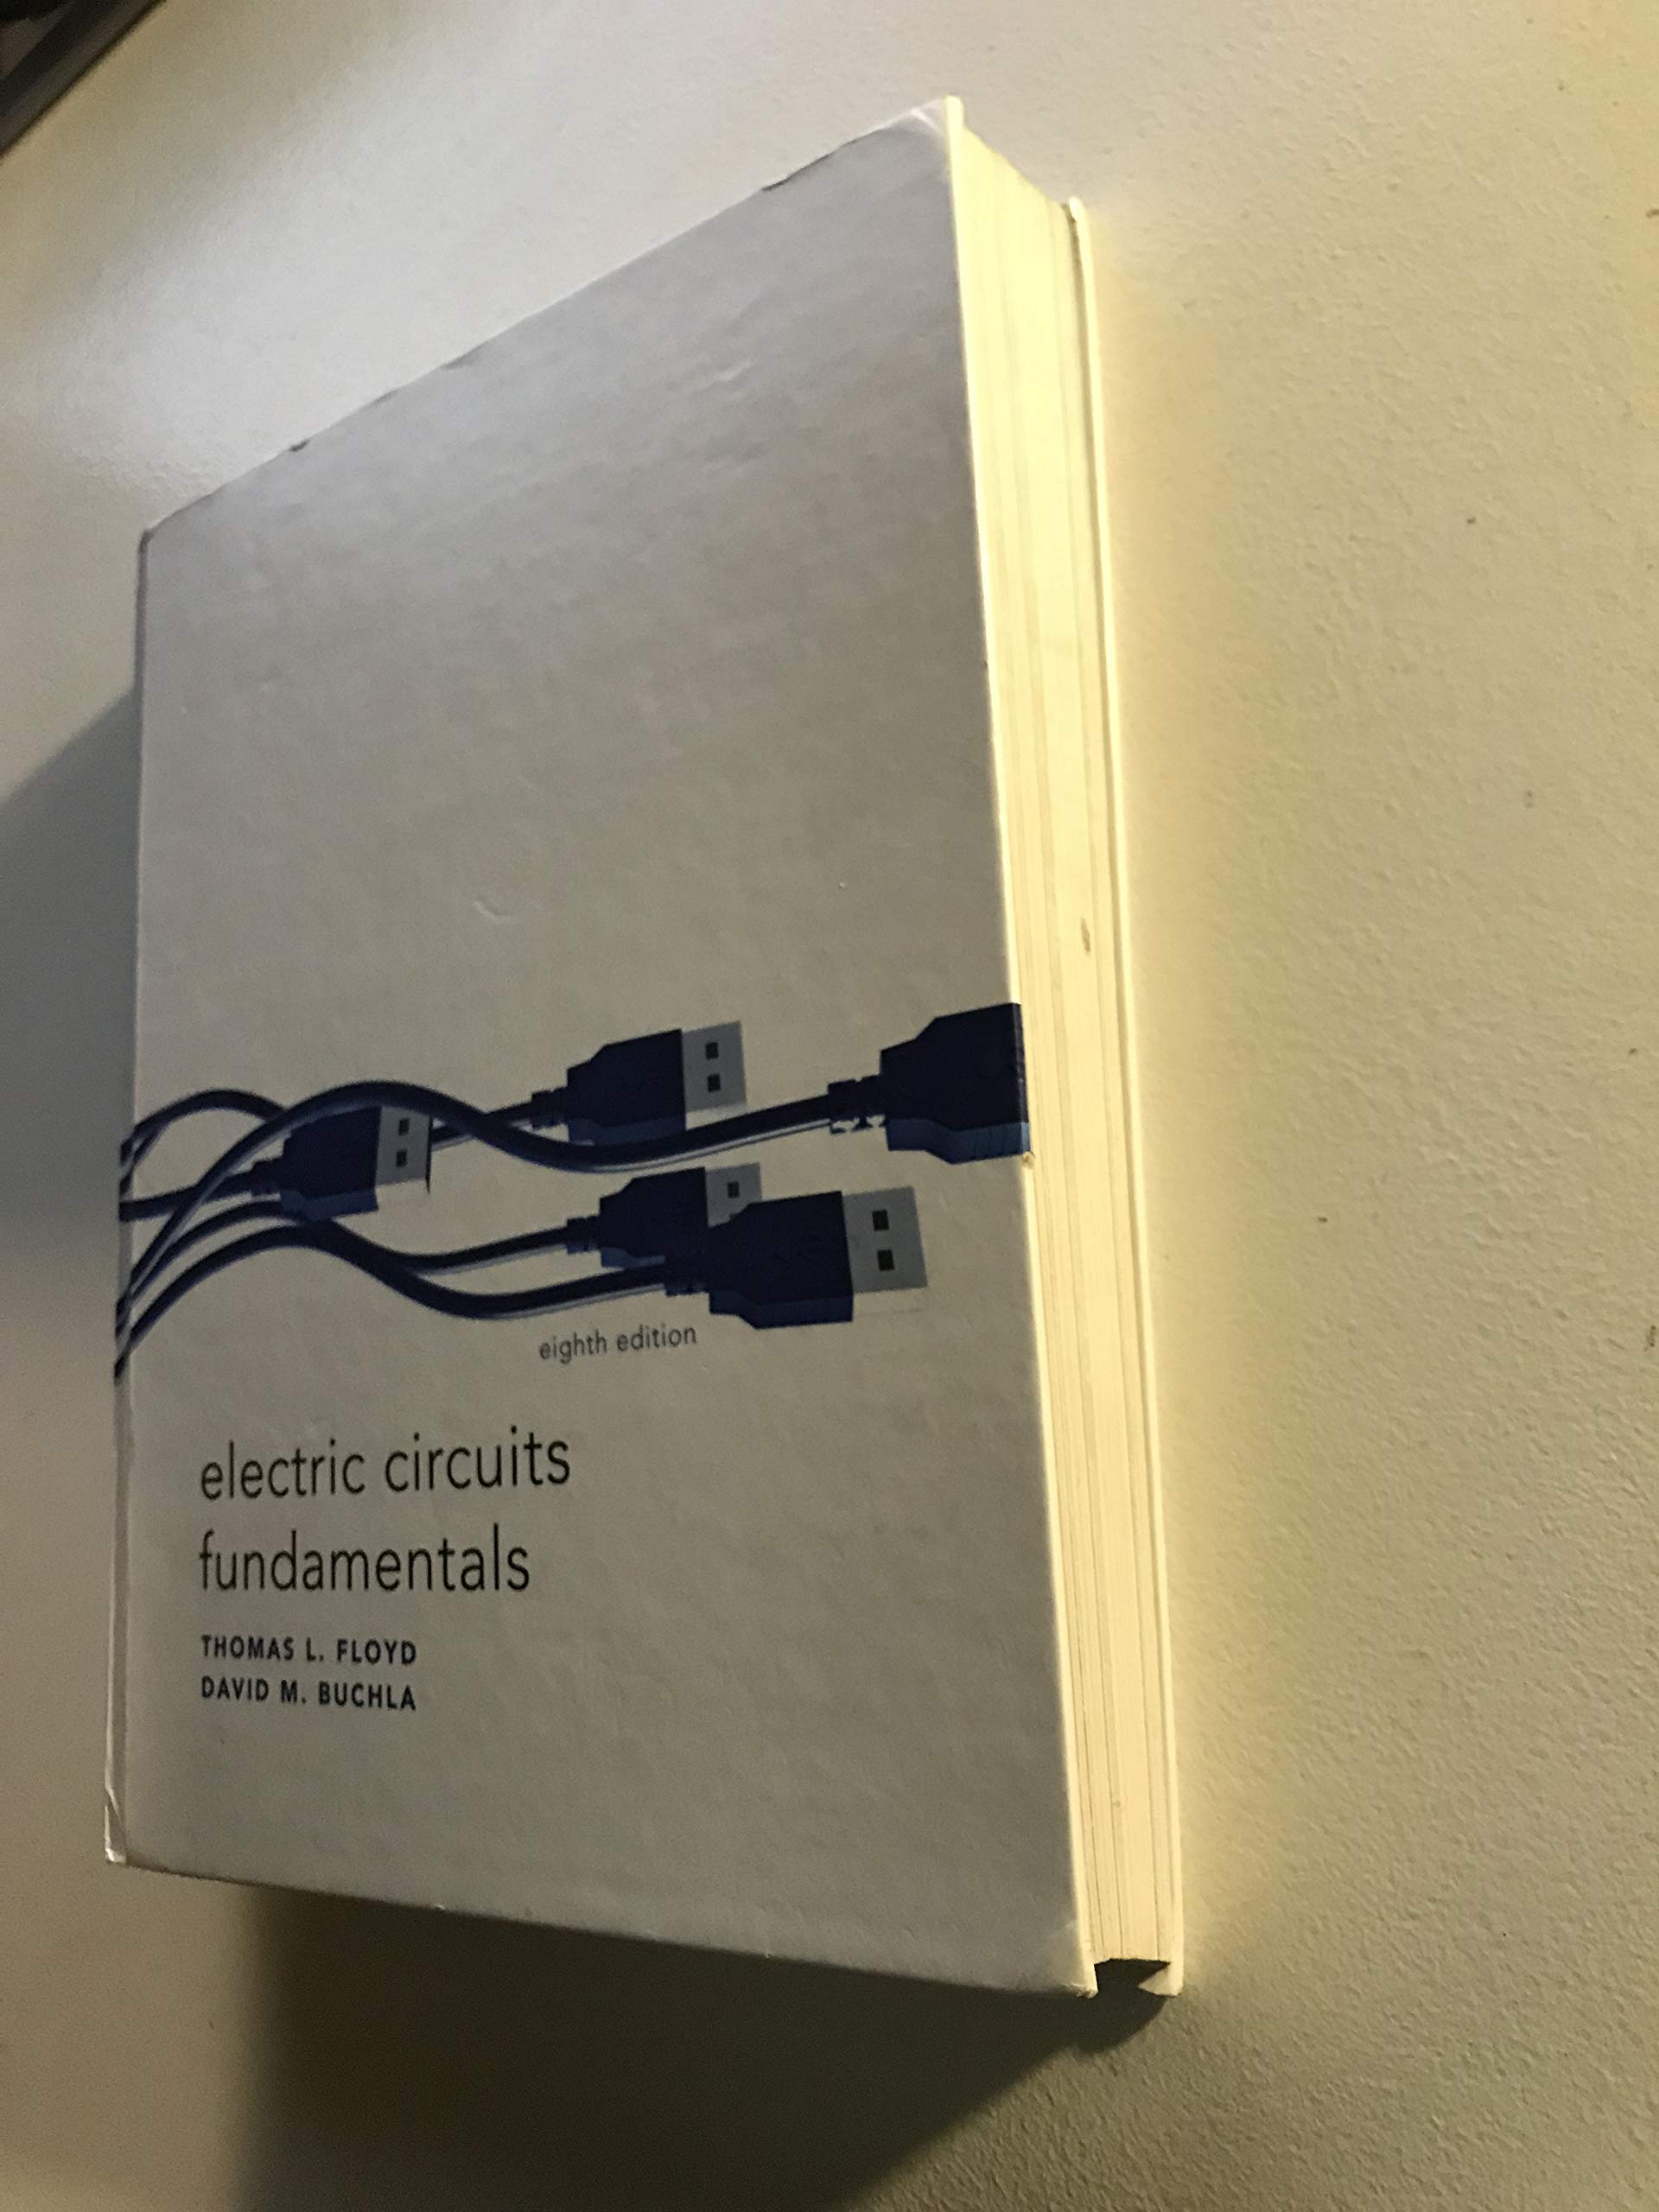 eighth edition
electric circuits
fundamentals
THOMAS L. FLOYD
DAVID M. BUCHLA